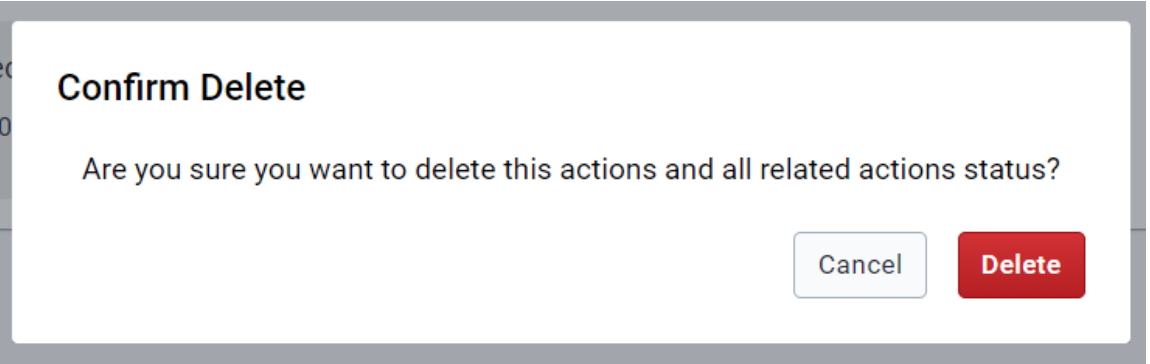 Confirm Delete
Are you sure you want to delete this actions and all related actions status?
Cancel
Delete